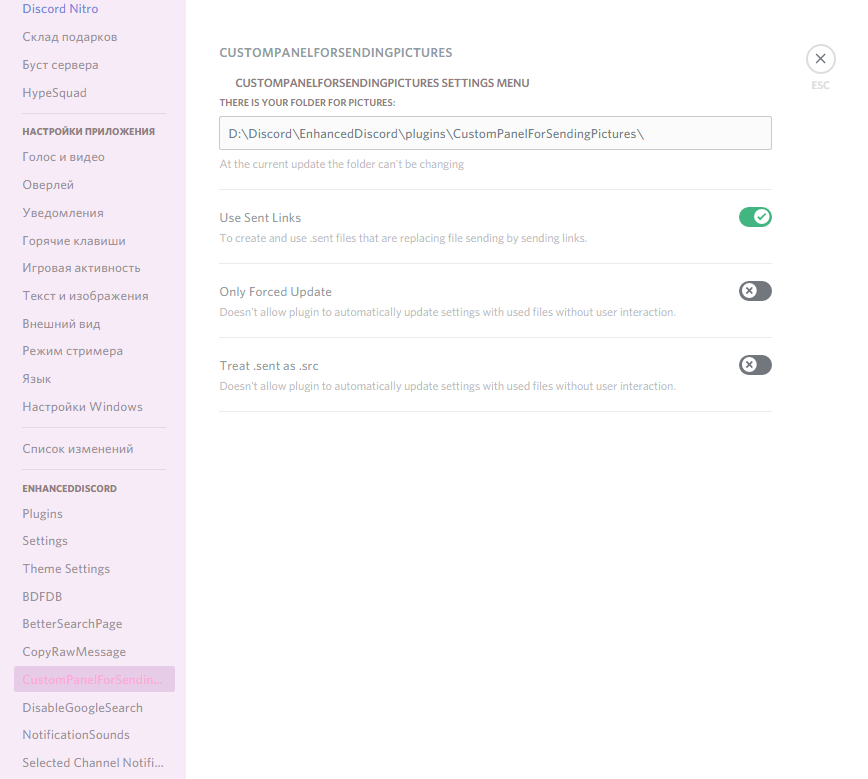 Discord Nitro
Склад подарков
Буст сервера
HypeSquad
НАСТРОЙКИ ПРИЛОЖЕНИЯ
Голос и видео
Оверлей
Уведомления
Горячие клавиши
Игровая активность
Текст и изображения
Внешний вид
Режим стримера
Язык
Настройки Windows
Список изменений
ENHANCEDDISCORD
Plugins
Settings
Theme Settings
BDFDB
BetterSearchPage
CopyRawMessage
CustomPanelForSendin...
DisableGoogleSearch
NotificationSounds
Selected Channel Notifi...
CUSTOMPANELFORSENDINGPICTURES
CUSTOMPANELFORSENDINGPICTURES SETTINGS MENU
THERE IS YOUR FOLDER FOR PICTURES:
D:\Discord\EnhancedDiscord\plugins\CustomPanelForSendingPictures\
At the current update the folder can't be changing
Use Sent Links
To create and use .sent files that are replacing file sending by sending links.
Only Forced Update
Doesn't allow plugin to automatically update settings with used files without user interaction.
Treat .sent as .src
Doesn't allow plugin to automatically update settings with used files without user interaction.
ESC